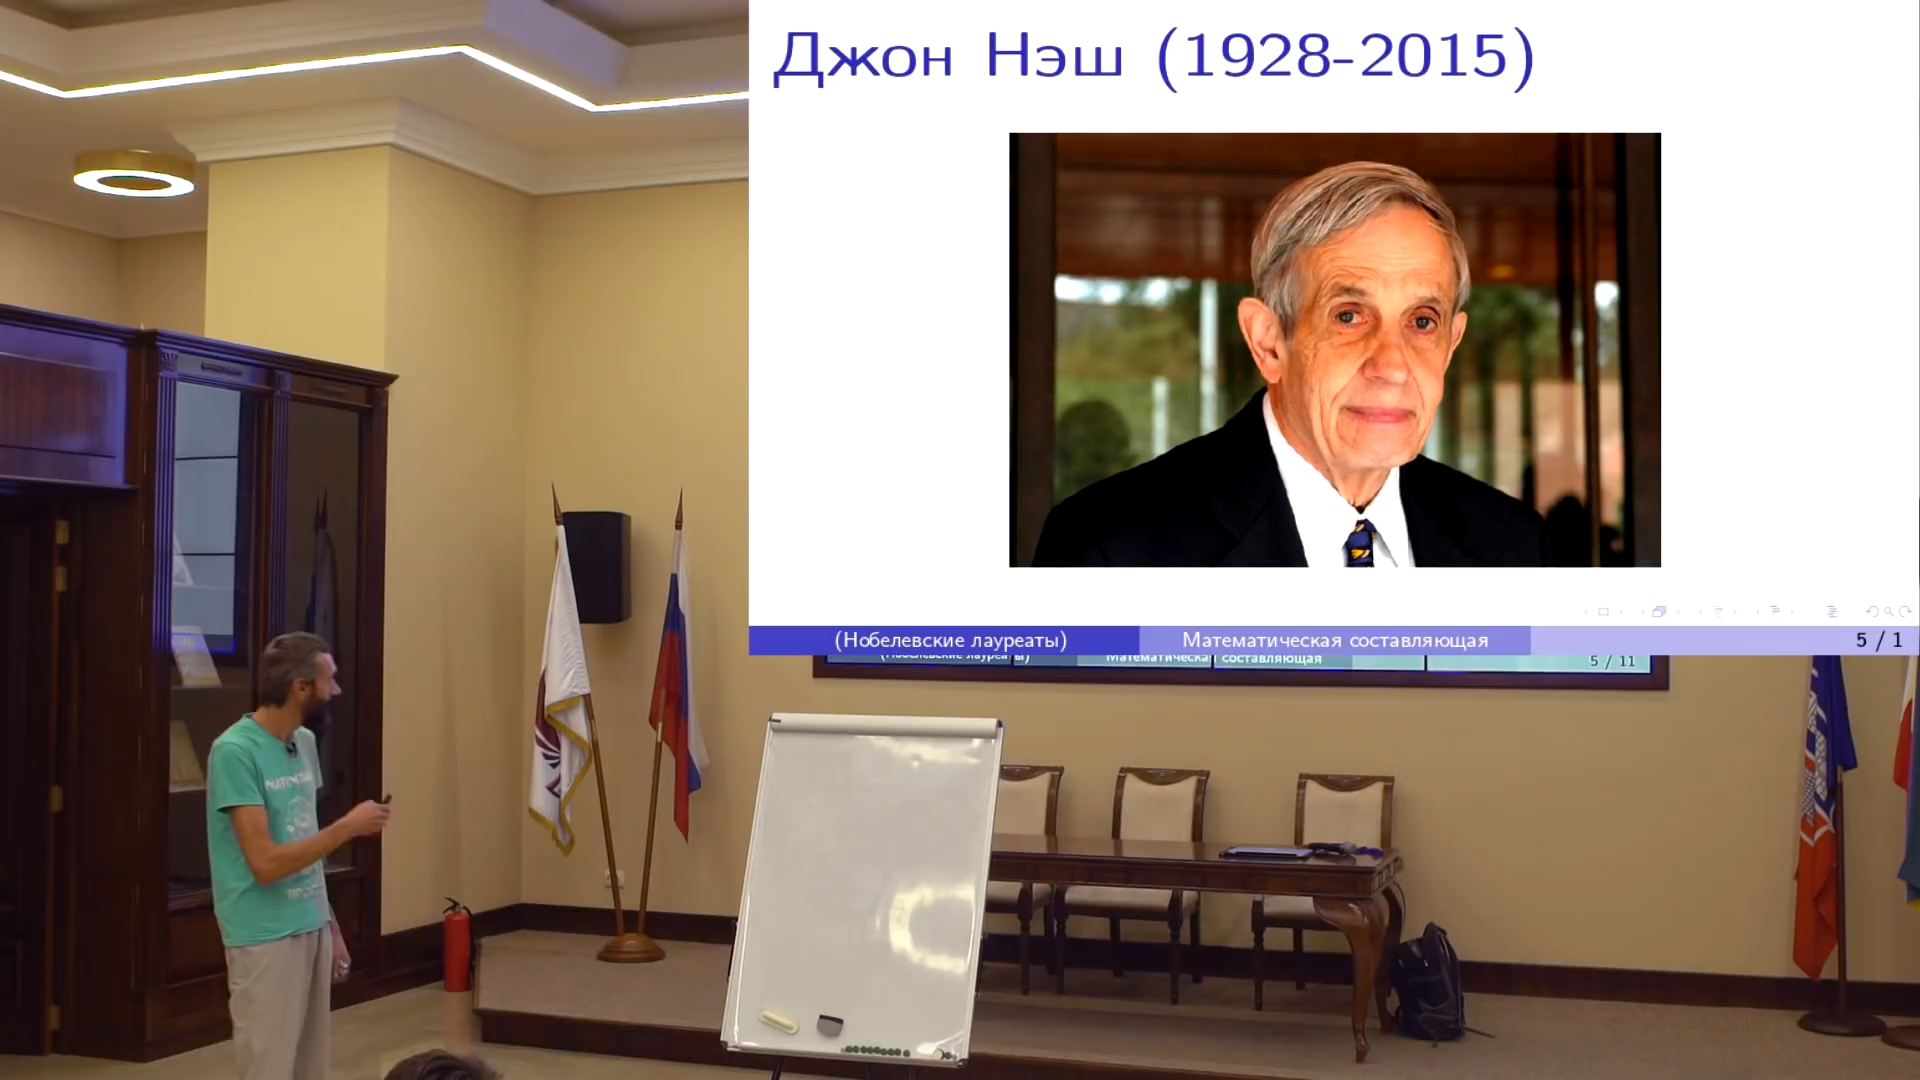 Джон Нэш (1928-2015)
(Нобелевские лауреаты) Математическая составляющая 5 / 1
(Нобелевские лауреаты) Математическая составляющая 5 / 11